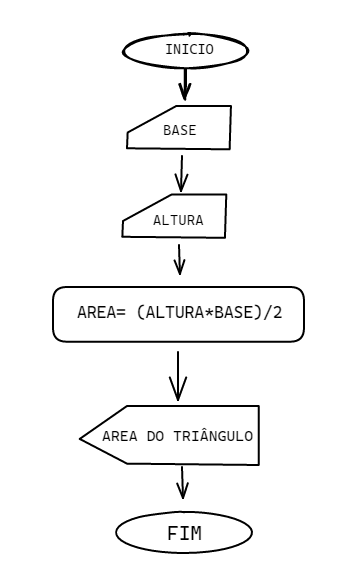 INICIO
BASE
ALTURA
AREA= (ALTURA*BASE)/2
AREA DO TRIÂNGULO
FIM